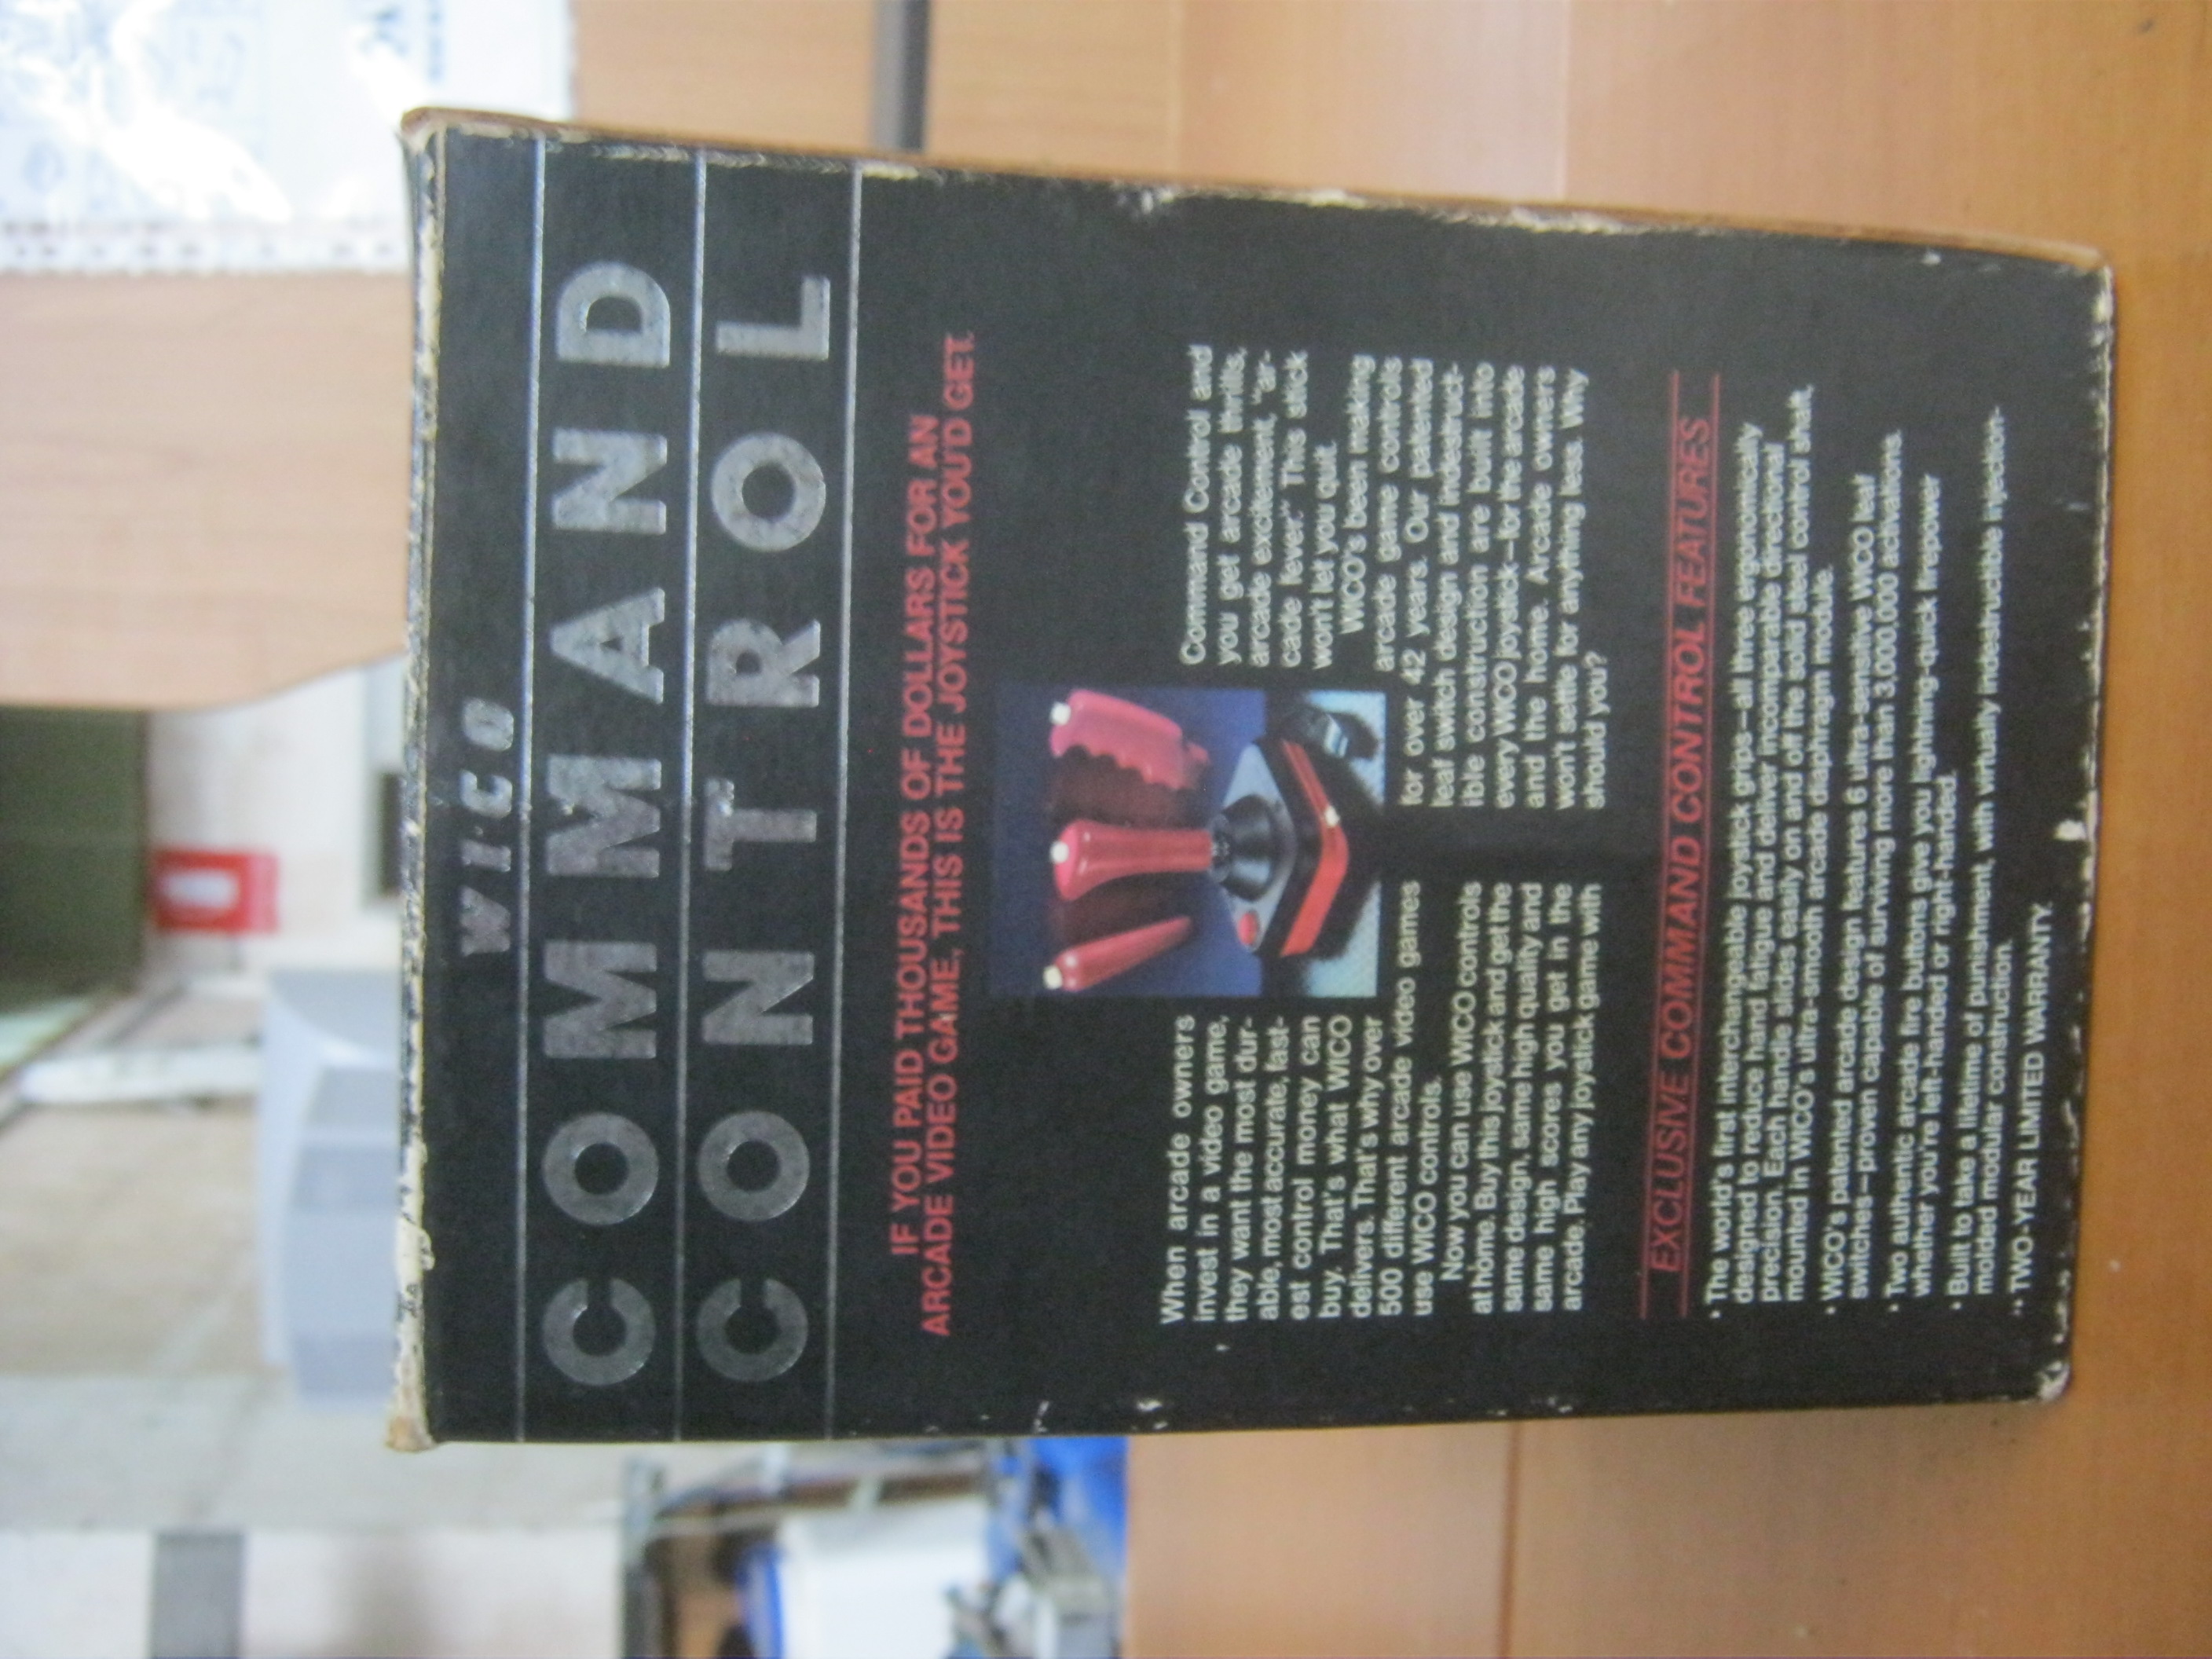 WICO
COMMAND
CONTROL
IF YOU PAID THOUSANDS OF DOLLARS FOR AN
ARCADE VIDEO GAME, THIS IS THE JOYSTICK YOU'D GET.
When arcade owners
invest in a video game,
they want the most dur-
able, most accurate, fast-
est control money can
buy. That's what WICO
delivers. That's why over
500 different arcade video games
use WICO controls.
Now you can use WICO controls
at home. Buy this joystick and get the
same design, same high quality and
same high scores you get in the
arcade. Play any joystick game with
Command Control and
you get arcade thrills,
arcade excitement, "ar-
cade fever." This stick
won't let you quit.
WICO's been making
arcade game controls
for over 42 years. Our patented
leaf switch design and indestruct-
ible construction are built into
every WICO joystick—for the arcade
and the home. Arcade owners
won't settle for anything less. Why
should you?
EXCLUSIVE COMMAND CONTROL FEATURES
• The world's first interchangeable joystick grips—all three ergonomically
designed to reduce hand fatigue and deliver incomparable directional
precision. Each handle slides easily on and off the solid steel control shaft,
mounted in WICO's ultra-smooth arcade diaphragm module.
• WICO's patented arcade design features 6 ultra-sensitive WICO leaf
switches—proven capable of surviving more than 3,000,000 activations.
• Two authentic arcade fire buttons give you lightning-quick firepower
whether you're left-handed or right-handed.
• Built to take a lifetime of punishment, with virtually indestructible injection-
molded modular construction.
• TWO-YEAR LIMITED WARRANTY.